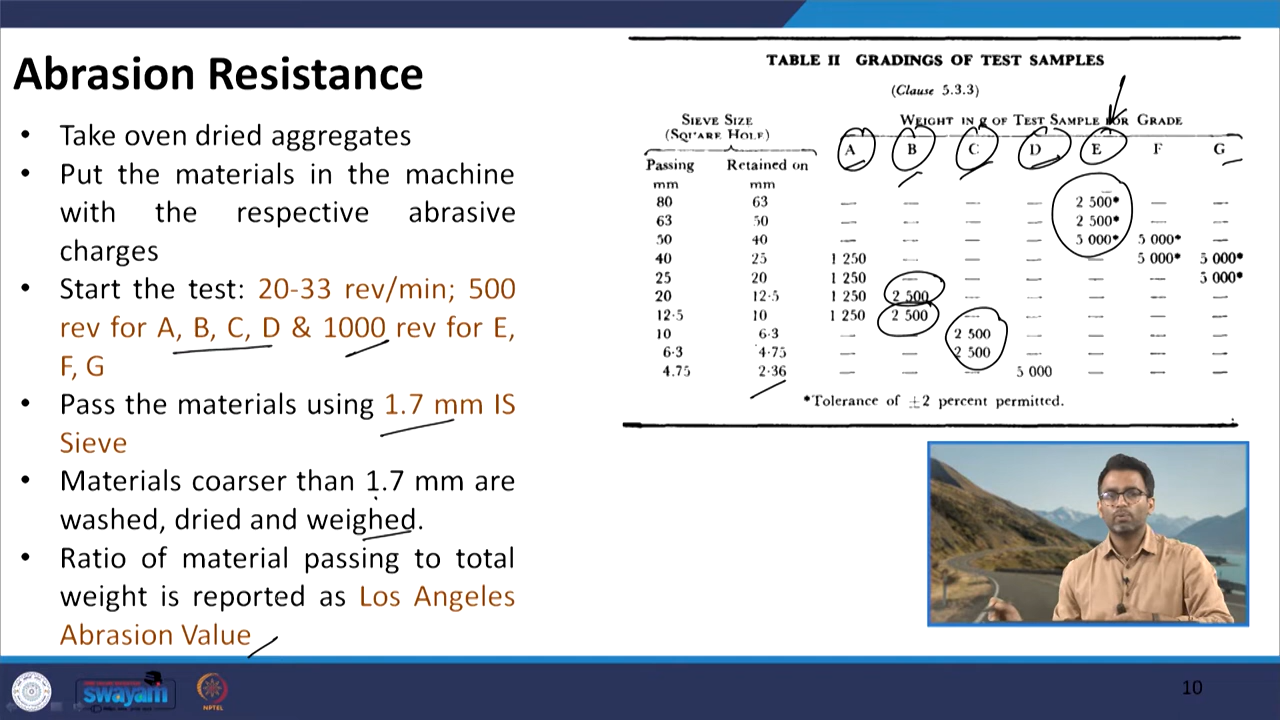 Abrasion Resistance
• Take oven dried aggregates
• Put the materials in the machine
with the respective abrasive
charges
• Start the test: 20-33 rev/min; 500
rev for A, B, C, D & 1000 rev for E,
F, G
• Pass the materials using 1.7 mm IS
Sieve
• Materials coarser than 1.7 mm are
washed, dried and weighed.
• Ratio of material passing to total
weight is reported as Los Angeles
Abrasion Value
TABLE II GRADINGS OF TEST SAMPLES
(Clause 5.3.3)
SIEVE SIZE WEIGHT IN g OF TEST SAMPLE FOR GRADE
(SQUARE HOLE)
Passing Retained on A B C D E F G
mm mm
80 63 — — — — 2 500* — —
63 50 — — — — 2 500* — —
50 40 — — — — 5 000* 5 000* —
40 25 1 250 — — — — 5 000* 5 000*
25 20 1 250 — — — — — 5 000*
20 12·5 1 250 2 500 — — — — —
12·5 10 1 250 2 500 — — — — —
10 6·3 — — 2 500 — — — —
6·3 4·75 — — 2 500 — — — —
4.75 2·36 — — — 5 000 — — —
*Tolerance of ±2 percent permitted.
swayam
NPTEL
10